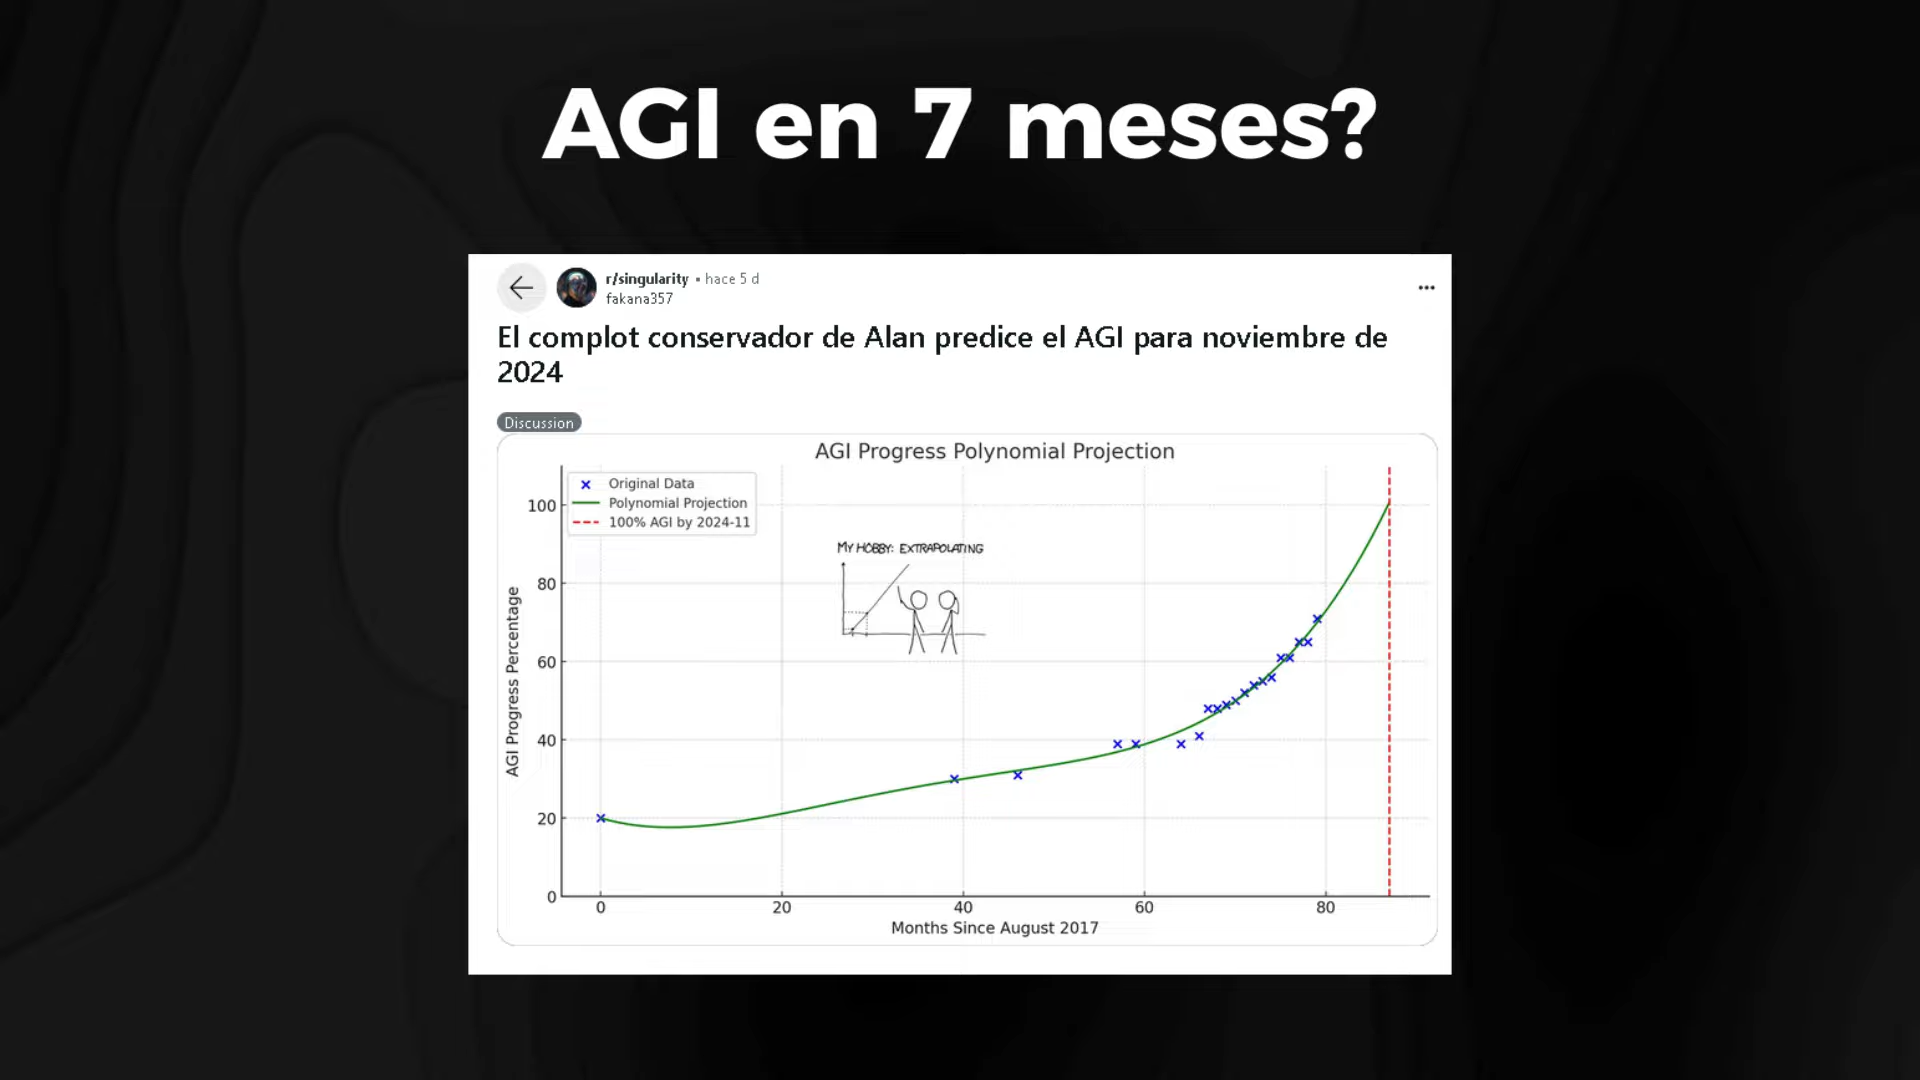 AGI en 7 meses?
r/singularity • hace 5 d
fakana357
El complot conservador de Alan predice el AGI para noviembre de
2024
Discussion
AGI Progress Polynomial Projection
Original Data
Polynomial Projection
100% AGI by 2024-11
MY HOBBY: EXTRAPOLATING
AGI Progress Percentage
100
80
60
40
20
0
0 20 40 60 80
Months Since August 2017